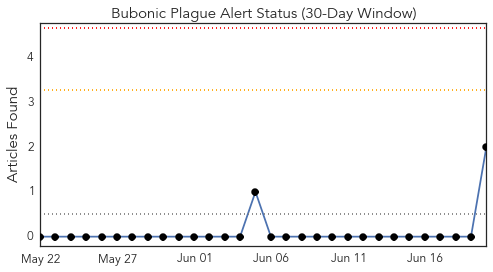 Bubonic Plague Alert Status (30-Day Window)
Articles Found
4
3
2
1
0
May 22 May 27 Jun 01 Jun 06 Jun 11 Jun 16